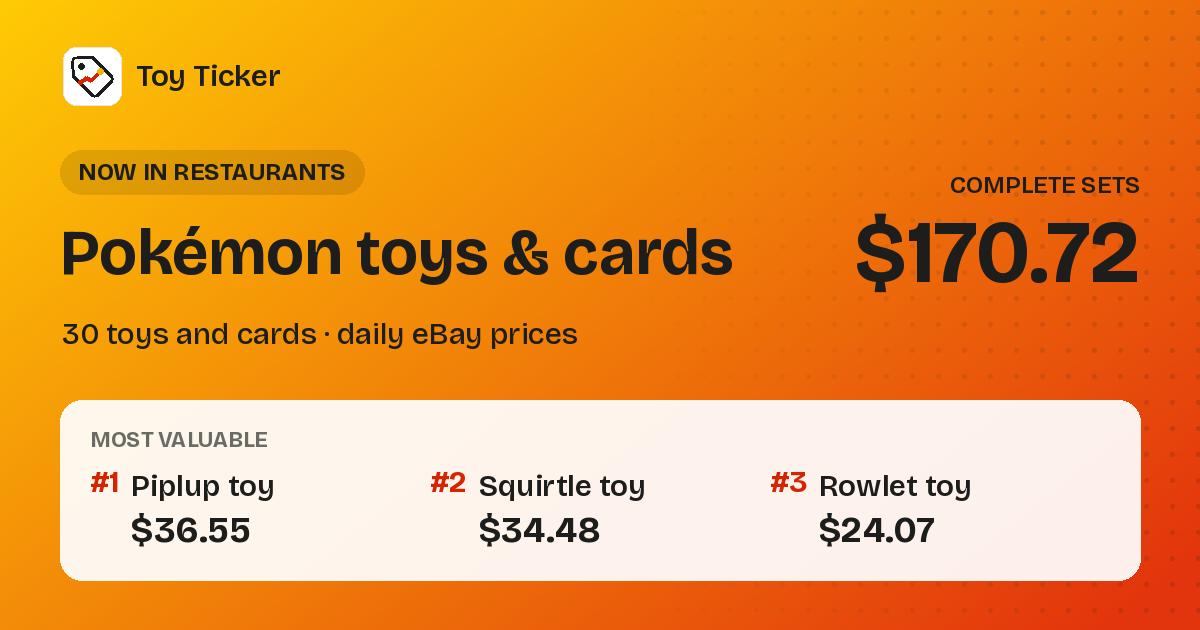 Toy Ticker
NOW IN RESTAURANTS
Pokémon toys & cards
30 toys and cards · daily eBay prices
COMPLETE SETS
$170.72
MOST VALUABLE
#1 Piplup toy
$36.55
#2 Squirtle toy
$34.48
#3 Rowlet toy
$24.07